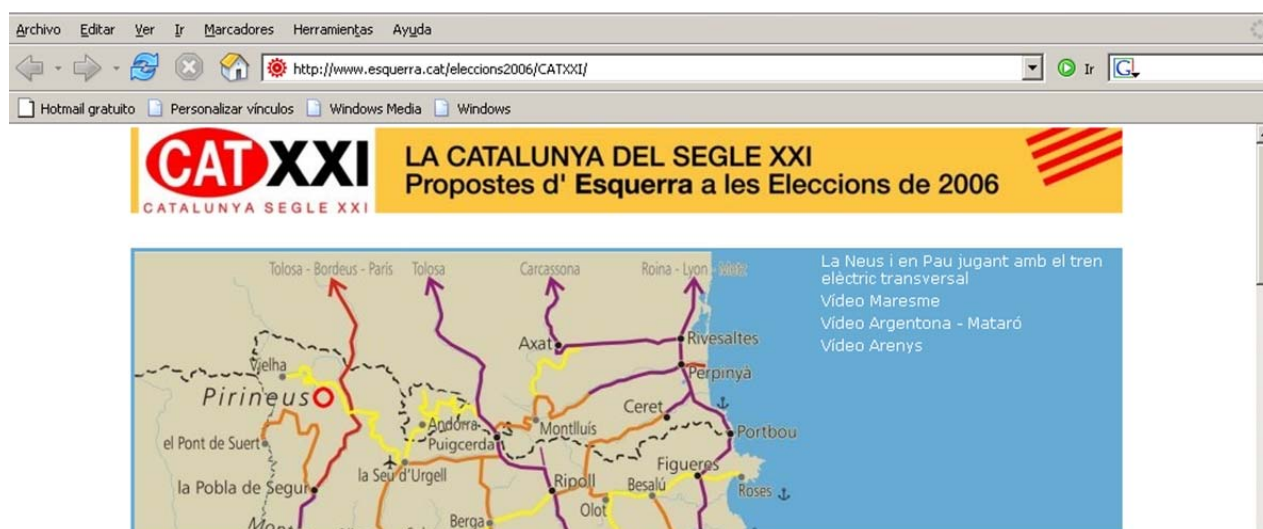 Archivo Editar Ver Ir Marcadores Herramientas Ayuda
http://www.esquerra.cat/eleccions2006/CATXXI/
Ir
G
Hotmail gratuito Personalizar vínculos Windows Media Windows
CAT XXI
CATALUNYA SEGLE XXI
LA CATALUNYA DEL SEGLE XXI
Propostes d' Esquerra a les Eleccions de 2006
La Neus i en Pau jugant amb el tren
elèctric transversal
Vídeo Maresme
Vídeo Argentona - Mataró
Vídeo Arenys
Tolosa - Bordeus - París
Tolosa
Carcassona
Roina - Lyon - Metz
Axat
Rivesaltes
Vielha
Perpinyà
Pirineus
Ceret
Andorra
Montlluís
el Pont de Suert
Puigcerdà
Portbou
la Seu d'Urgell
Figueres
la Pobla de Segur
Ripoll
Besalú
Roses
Olot
Berga